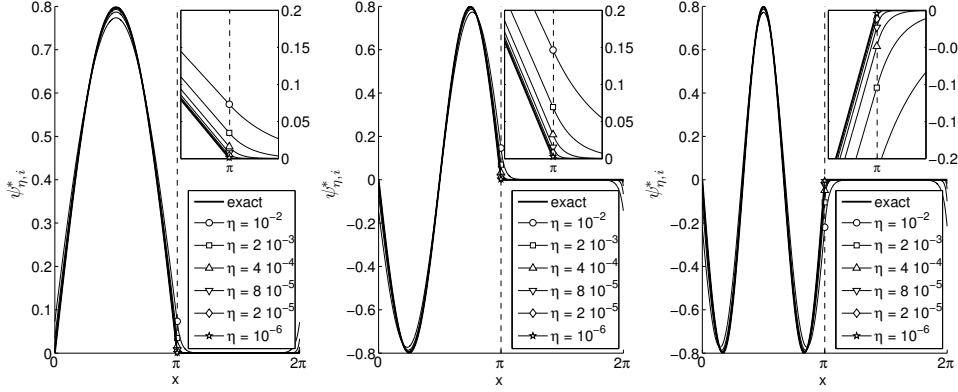 0.8
0.7
0.6
0.5
0.4
0.3
0.2
0.1
0
0
π
2π
x
ψ*η,i
0.2
0.15
0.1
0.05
0
π
exact
η = 10^-2
η = 2 10^-3
η = 4 10^-4
η = 8 10^-5
η = 2 10^-5
η = 10^-6
0.8
0.6
0.4
0.2
0
−0.2
−0.4
−0.6
−0.8
0
π
2π
x
ψ*η,i
0.2
0.15
0.1
0.05
0
π
exact
η = 10^-2
η = 2 10^-3
η = 4 10^-4
η = 8 10^-5
η = 2 10^-5
η = 10^-6
0.8
0.6
0.4
0.2
0
−0.2
−0.4
−0.6
−0.8
0
π
2π
x
ψ*η,i
0
−0.0
−0.1
−0.1
−0.2
π
exact
η = 10^-2
η = 2 10^-3
η = 4 10^-4
η = 8 10^-5
η = 2 10^-5
η = 10^-6